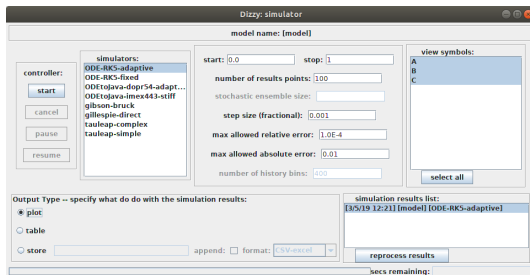 Dizzy: simulator
model name: [model]
controller:
start
cancel
pause
resume
simulators:
ODE-RK5-adaptive
ODE-RK5-fixed
ODEtoJava-dopr54-adapt...
ODEtoJava-imex443-stiff
gibson-bruck
gillespie-direct
tauleap-complex
tauleap-simple
start: 0.0 stop: 1
number of results points: 100
stochastic ensemble size:
step size (fractional): 0.001
max allowed relative error: 1.0E-4
max allowed absolute error: 0.01
number of history bins: 400
view symbols:
A
B
C
select all
Output Type -- specify what do do with the simulation results:
plot
table
store append: format: CSV-excel
simulation results list:
[3/5/19 12:21] [model] [ODE-RK5-adaptive]
reprocess results
secs remaining: